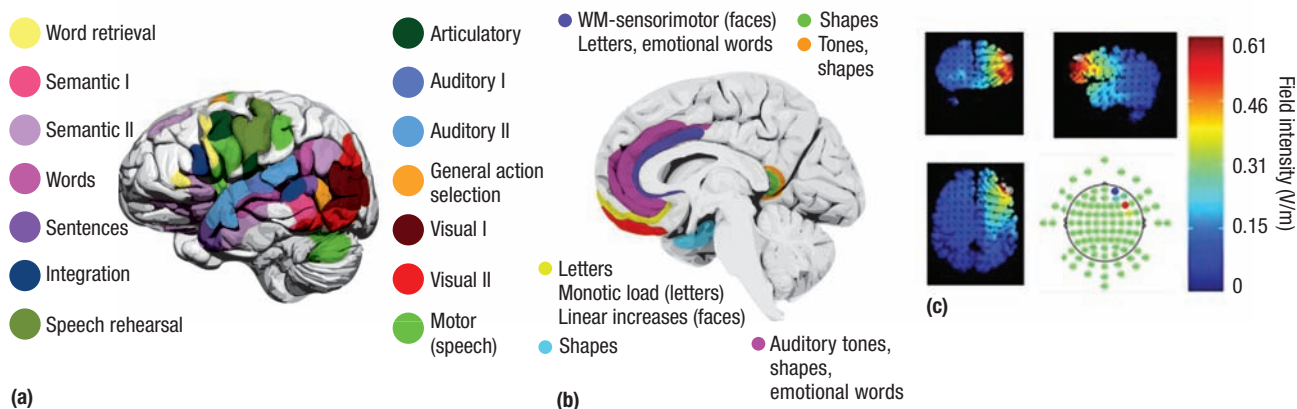 Word retrieval
Semantic I
Semantic II
Words
Sentences
Integration
Speech rehearsal
(a)
Articulatory
Auditory I
Auditory II
General action
selection
Visual I
Visual II
Motor
(speech)
WM-sensorimotor (faces)
Letters, emotional words
Shapes
Tones,
shapes
Letters
Monotic load (letters)
Linear increases (faces)
Shapes
Auditory tones,
shapes,
emotional words
(b)
0.61
0.46
0.31
0.15
0
Field intensity (V/m)
(c)